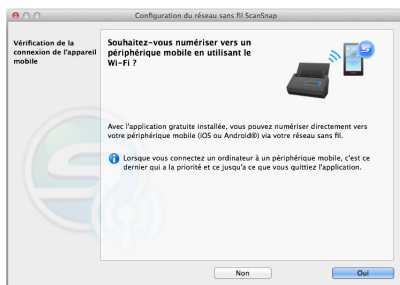 Configuration du réseau sans fil ScanSnap
Vérification de la
connexion de l'appareil
mobile
Souhaitez-vous numériser vers un
périphérique mobile en utilisant le
Wi-Fi ?
Avec l'application gratuite installée, vous pouvez numériser directement vers
votre périphérique mobile (iOS ou Android®) via votre réseau sans fil.
Lorsque vous connectez un ordinateur à un périphérique mobile, c'est ce
dernier qui a la priorité et ce jusqu'a ce que vous quittiez l'application.
Non
Oui